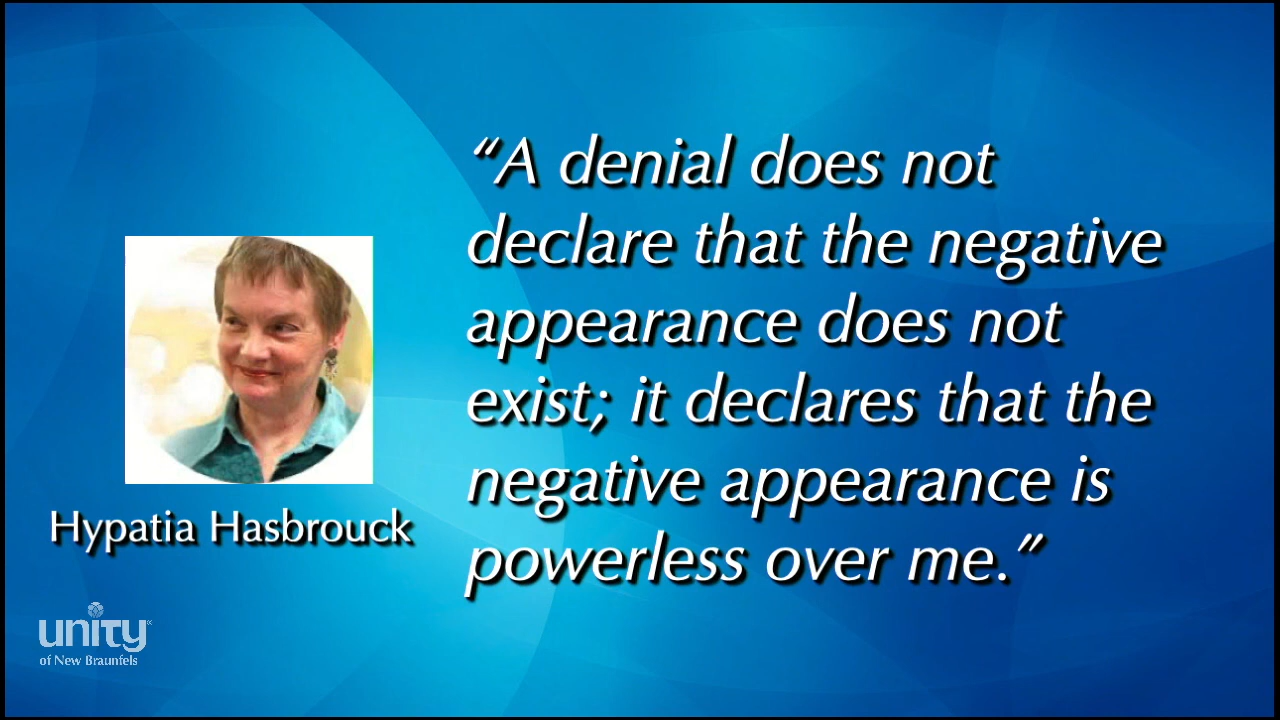 “A denial does not
declare that the negative
appearance does not
exist; it declares that the
negative appearance is
powerless over me.”
Hypatia Hasbrouck
unity
of New Braunfels